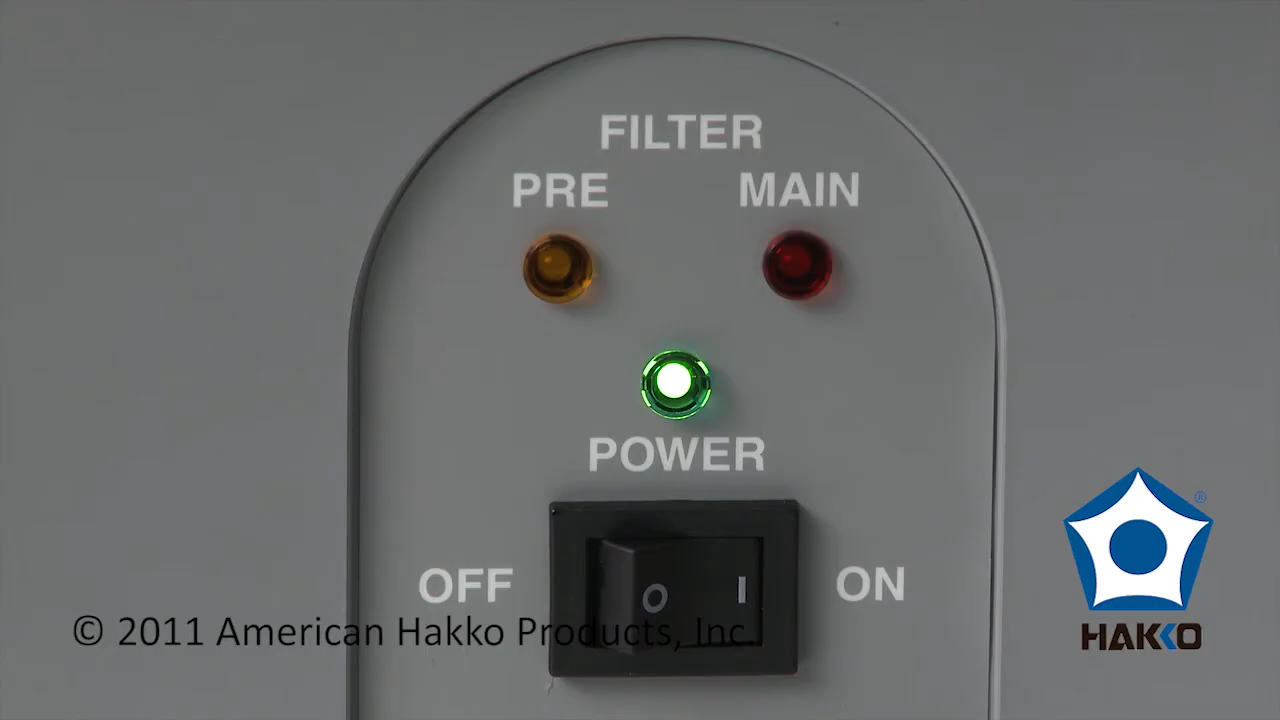 FILTER
PRE MAIN
POWER
OFF O I ON
© 2011 American Hakko Products, Inc.
®
HAKKO